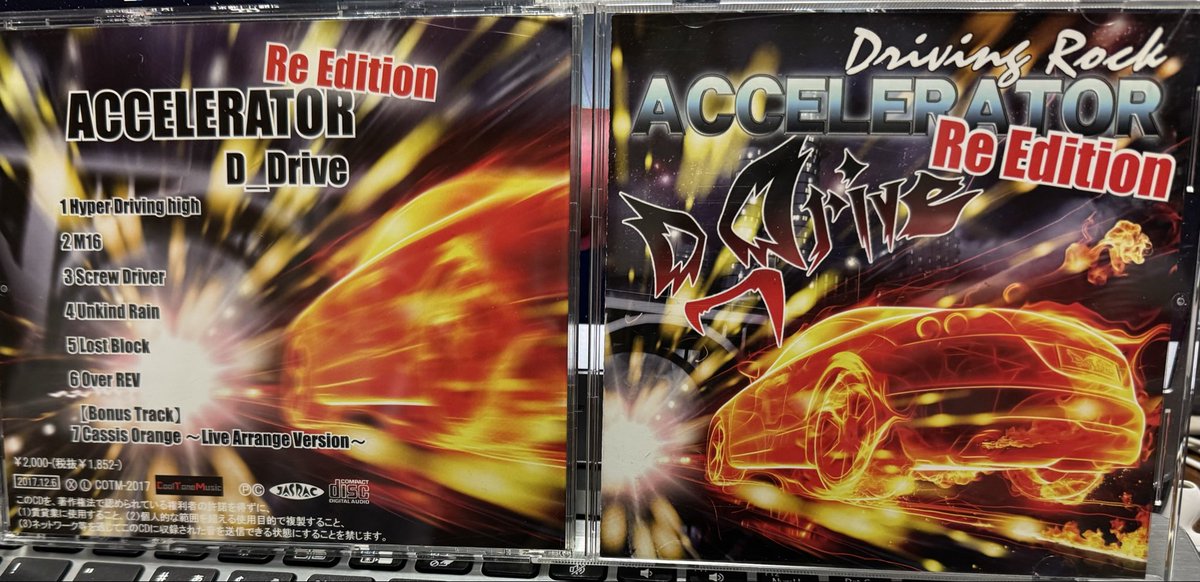 Re Edition
ACCELERATOR
D_Drive
1 Hyper Driving high
2 M16
3 Screw Driver
4 Unkind Rain
5 Lost Block
6 Over REV
【Bonus Track】
7 Cassis Orange ～Live Arrange Version～
￥2,000-(税抜￥1,852-)
2017.12.6 Ⓧ Ⓛ COTM-2017 CoolToneMusic Ⓟ Ⓒ JASRAC COMPACT disc DIGITAL AUDIO
このCDを、著作権法で認められている権利者の許諾を得ずに、
(1)賃貸業に使用すること、(2)個人的な範囲を超える使用目的で複製すること、
(3)ネットワーク等を通じてこのCDに収録された音を送信できる状態にすることを禁じます。
Driving Rock
ACCELERATOR
Re Edition
D_Drive